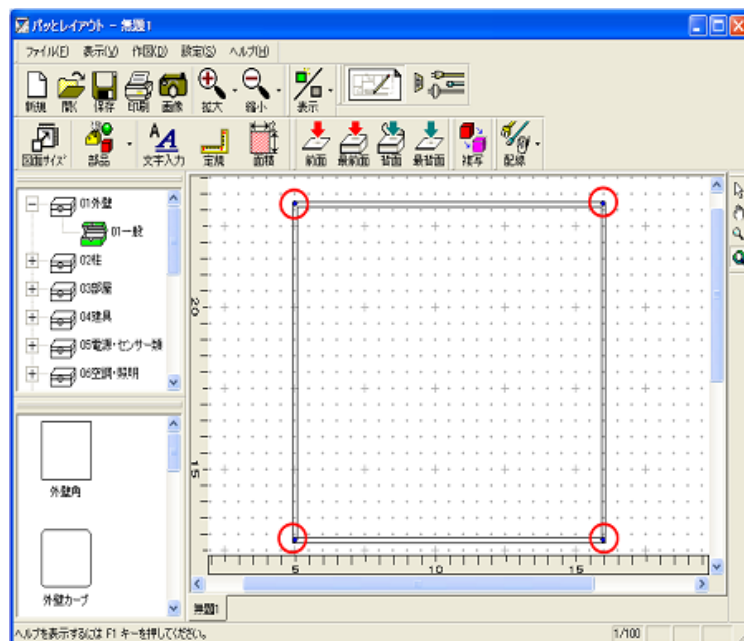 パッとレイアウト - 無題1
ファイル(F) 表示(V) 作図(D) 設定(S) ヘルプ(H)
新規 開く 保存 印刷 画像 拡大 縮小 表示
図面サイズ 部品 文字入力 定規 面積 前面 最前面 背面 最背面 複写 配線
01外壁
01一般
02柱
03部屋
04建具
05電源・センサー類
06空調・照明
外壁角
外壁カーブ
20
15
5 10 15
無題1
ヘルプを表示するには F1 キーを押してください。 1/100